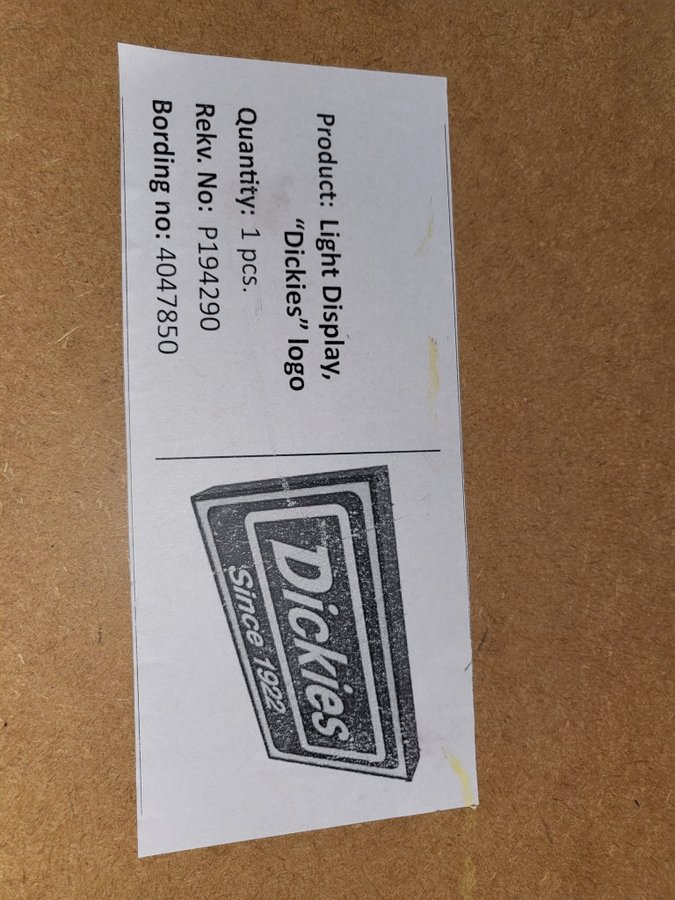 Product: Light Display,
"Dickies” logo
Quantity: 1 pcs.
Rekv. No: P194290
Bording no: 4047850
Dickies
Since 1922